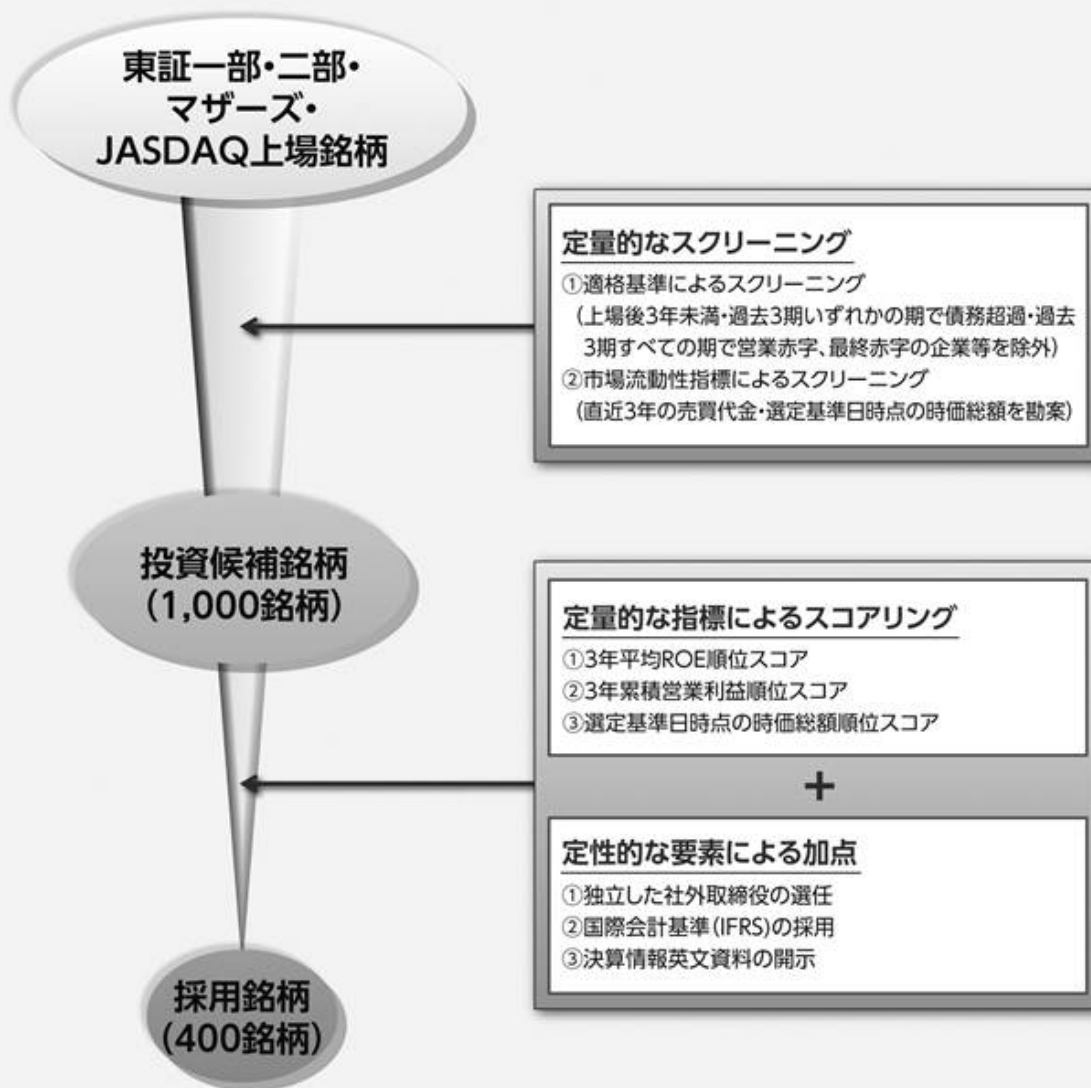 東証一部・二部・
マザーズ・
JASDAQ上場銘柄
定量的なスクリーニング
①適格基準によるスクリーニング
(上場後3年未満・過去3期いずれかの期で債務超過・過去
3期すべての期で営業赤字、最終赤字の企業等を除外)
②市場流動性指標によるスクリーニング
(直近3年の売買代金・選定基準日時点の時価総額を勘案)
投資候補銘柄
(1,000銘柄)
定量的な指標によるスコアリング
①3年平均ROE順位スコア
②3年累積営業利益順位スコア
③選定基準日時点の時価総額順位スコア
+
定性的な要素による加点
①独立した社外取締役の選任
②国際会計基準(IFRS)の採用
③決算情報英文資料の開示
採用銘柄
(400銘柄)